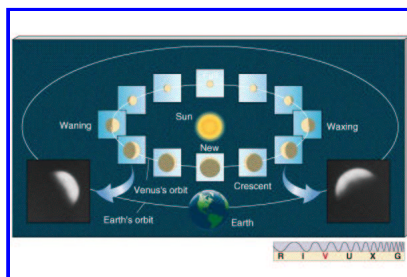 Sun
Waning
Waxing
New
Venus's orbit
Crescent
Earth's orbit
Earth
R I V U X G